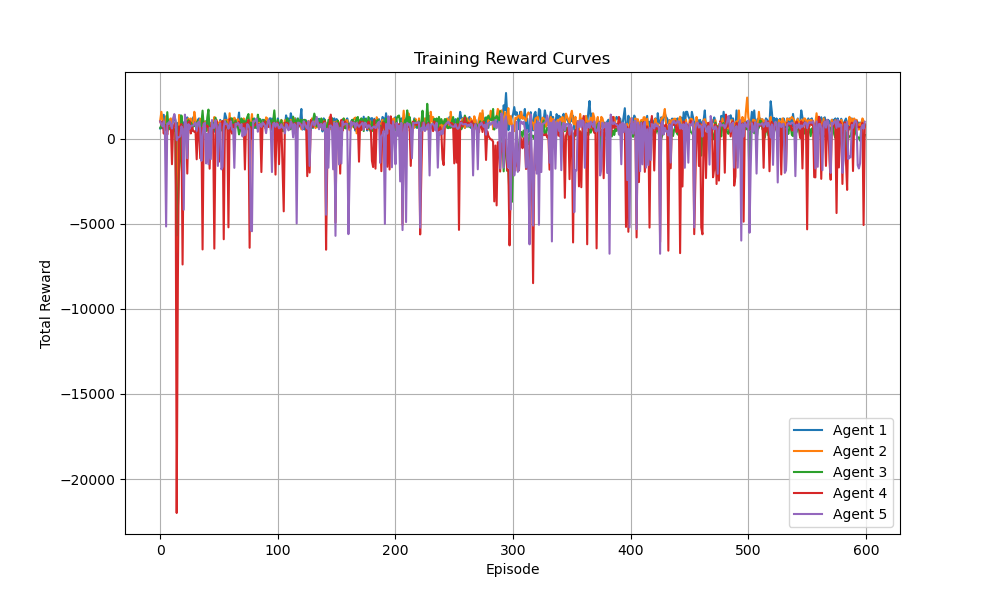 Training Reward Curves
Total Reward
0
−5000
−10000
−15000
−20000
Agent 1
Agent 2
Agent 3
Agent 4
Agent 5
0 100 200 300 400 500 600
Episode